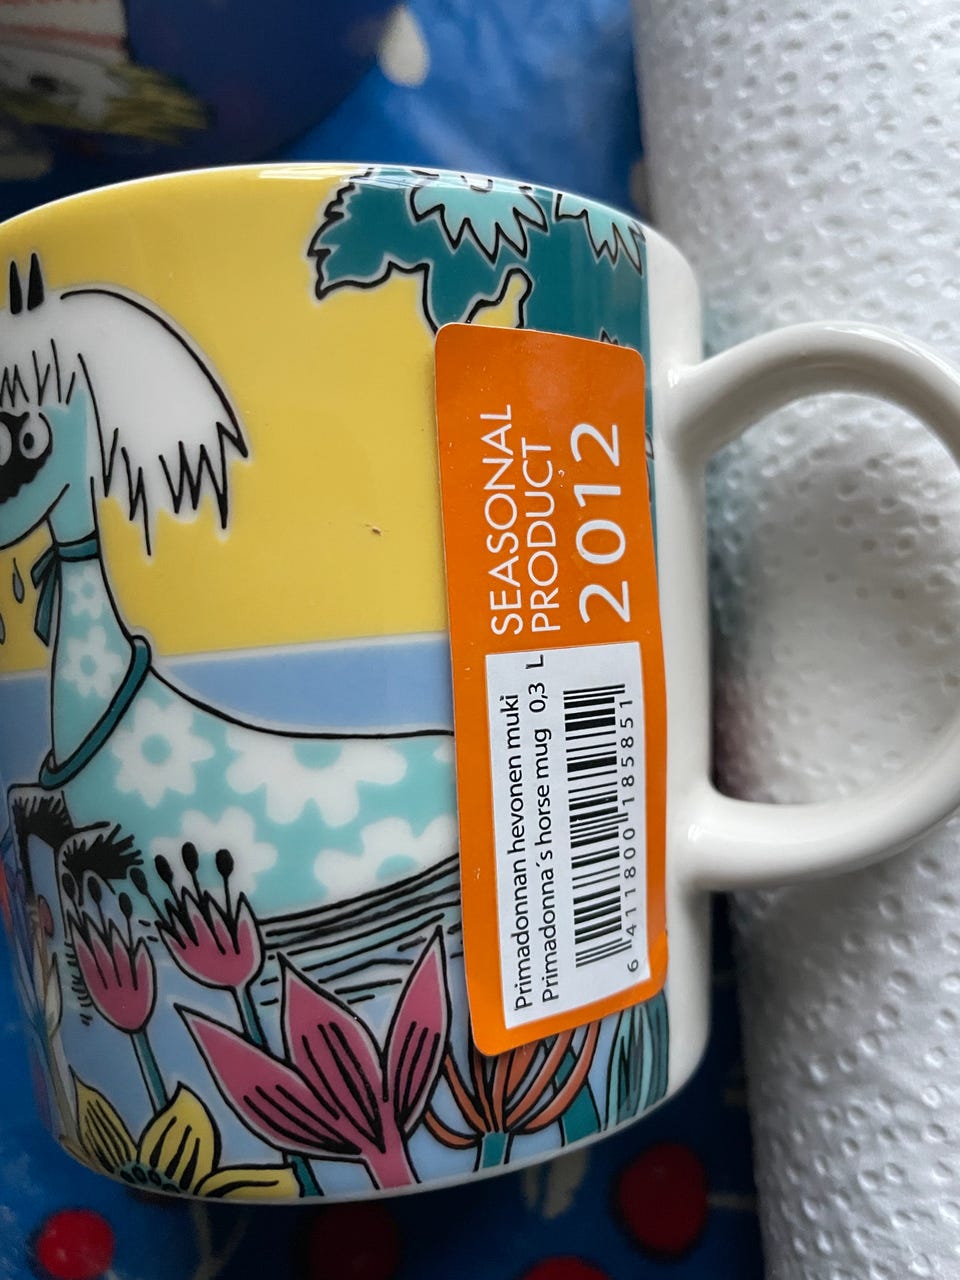 SEASONAL
PRODUCT
2012
Primadonnan hevonen muki
Primadonna´s horse mug 0,3 L
6 411800 185851